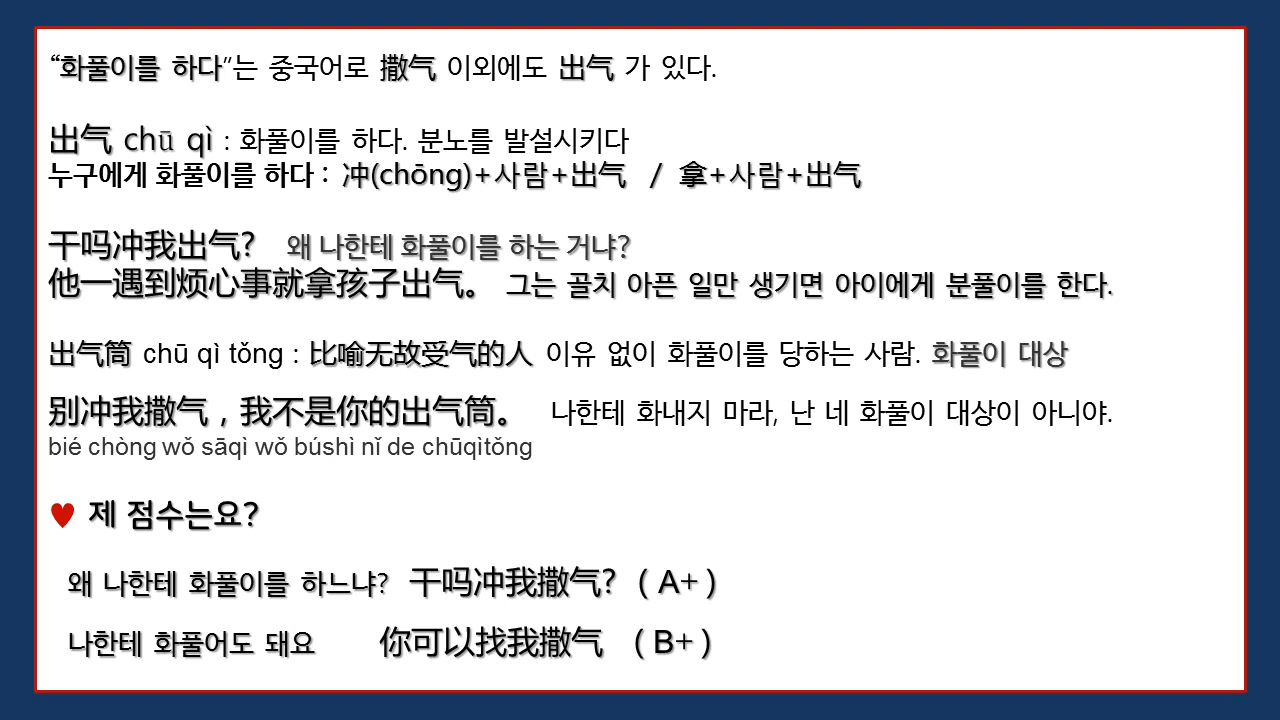 “화풀이를 하다”는 중국어로 撒气 이외에도 出气 가 있다.
出气 chū qì : 화풀이를 하다. 분노를 발설시키다
누구에게 화풀이를 하다 : 冲(chōng)+사람+出气 / 拿+사람+出气
干吗冲我出气? 왜 나한테 화풀이를 하는 거냐?
他一遇到烦心事就拿孩子出气。 그는 골치 아픈 일만 생기면 아이에게 분풀이를 한다.
出气筒 chū qì tǒng : 比喻无故受气的人 이유 없이 화풀이를 당하는 사람. 화풀이 대상
别冲我撒气，我不是你的出气筒。 나한테 화내지 마라, 난 네 화풀이 대상이 아니야.
bié chòng wǒ sāqì wǒ búshì nǐ de chūqìtǒng
♥ 제 점수는요?
왜 나한테 화풀이를 하느냐? 干吗冲我撒气? ( A+ )
나한테 화풀어도 돼요 你可以找我撒气 ( B+ )